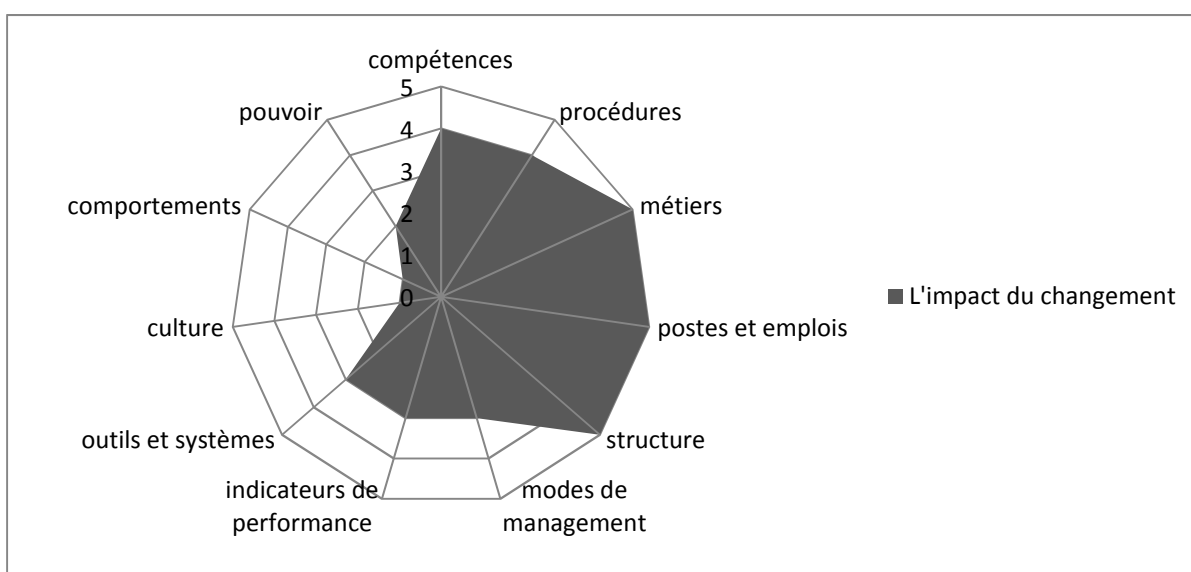 compétences
procédures
métiers
postes et emplois
structure
modes de
management
indicateurs de
performance
outils et systèmes
culture
comportements
pouvoir
5
4
3
2
1
0
L'impact du changement